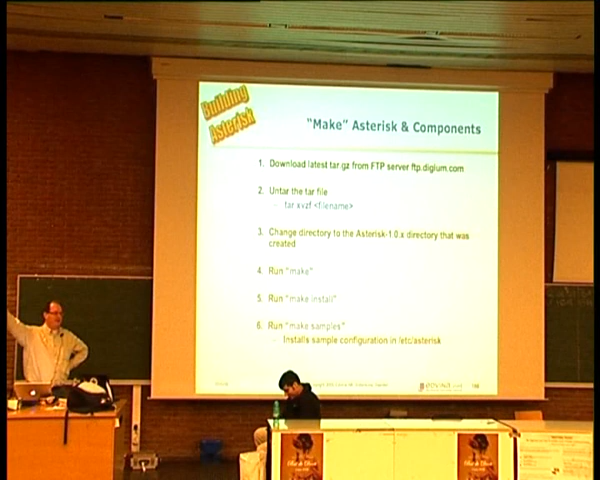 Building
Asterisk
"Make" Asterisk & Components
1. Download latest tar gz from FTP server ftp.digium.com
2. Untar the tar file
- tar xvzf <filename>
3. Change directory to the Asterisk-1.0.x directory that was
created
4. Run "make"
5. Run "make install"
6. Run "make samples"
- Installs sample configuration in /etc/asterisk